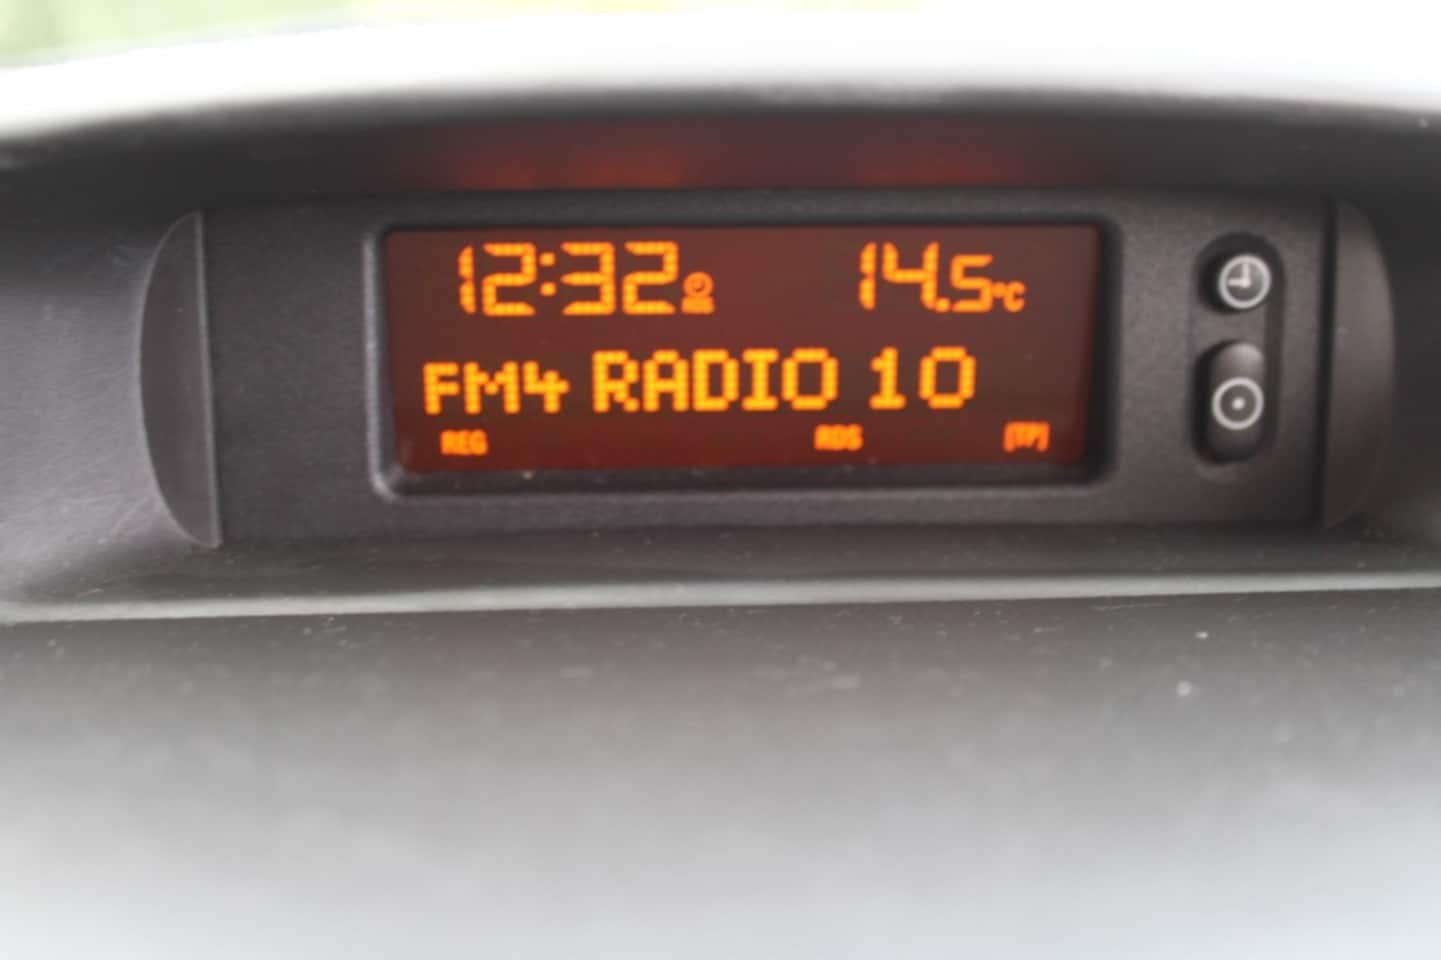 12:32 14.5°C
FM4 RADIO 10
REG RDS [TP]